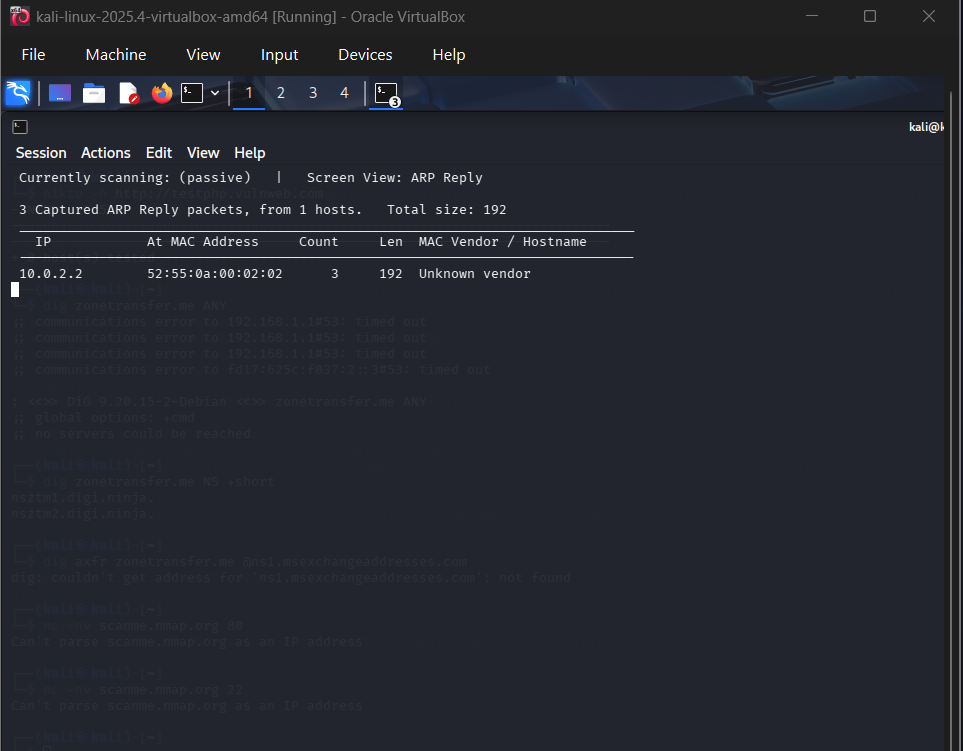 kali-linux-2025.4-virtualbox-amd64 [Running] - Oracle VirtualBox
File Machine View Input Devices Help
1 2 3 4 3
kali@k
Session Actions Edit View Help
Currently scanning: (passive) | Screen View: ARP Reply
http://testphp.vulnweb.com
3 Captured ARP Reply packets, from 1 hosts. Total size: 192
IP At MAC Address Count Len MAC Vendor / Hostname
10.0.2.2 52:55:0a:00:02:02 3 192 Unknown vendor
dig zonetransfer.me ANY
;; communications error to 192.168.1.1#53: timed out
;; communications error to 192.168.1.1#53: timed out
;; communications error to 192.168.1.1#53: timed out
;; communications error to fd17:625c:f037:2::3#53: timed out
; <<>> DiG 9.20.15-2-Debian <<>> zonetransfer.me ANY
;; global options: +cmd
;; no servers could be reached
┌──(kali㉿kali)-[~]
└─$ dig zonetransfer.me NS +short
nsztm1.digi.ninja.
nsztm2.digi.ninja.
┌──(kali㉿kali)-[~]
└─$ dig axfr zonetransfer.me @ns1.msexchangeaddresses.com
dig: couldn't get address for 'ns1.msexchangeaddresses.com': not found
┌──(kali㉿kali)-[~]
scanme.nmap.org 80
Can't parse scanme.nmap.org as an IP address
┌──(kali㉿kali)-[~]
scanme.nmap.org 22
Can't parse scanme.nmap.org as an IP address
┌──(kali㉿kali)-[~]